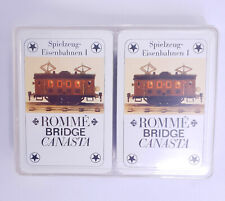 Spielzeug-
Eisenbahnen I
ROMMÉ
BRIDGE
CANASTA
Spielzeug-
Eisenbahnen I
ROMMÉ
BRIDGE
CANASTA